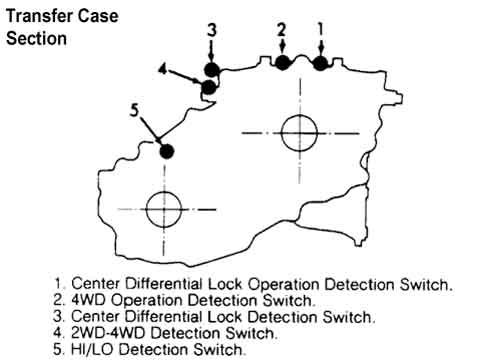 Transfer Case
Section
3
2
1
4
5
1. Center Differential Lock Operation Detection Switch.
2. 4WD Operation Detection Switch.
3. Center Differential Lock Detection Switch.
4. 2WD-4WD Detection Switch.
5. HI/LO Detection Switch.